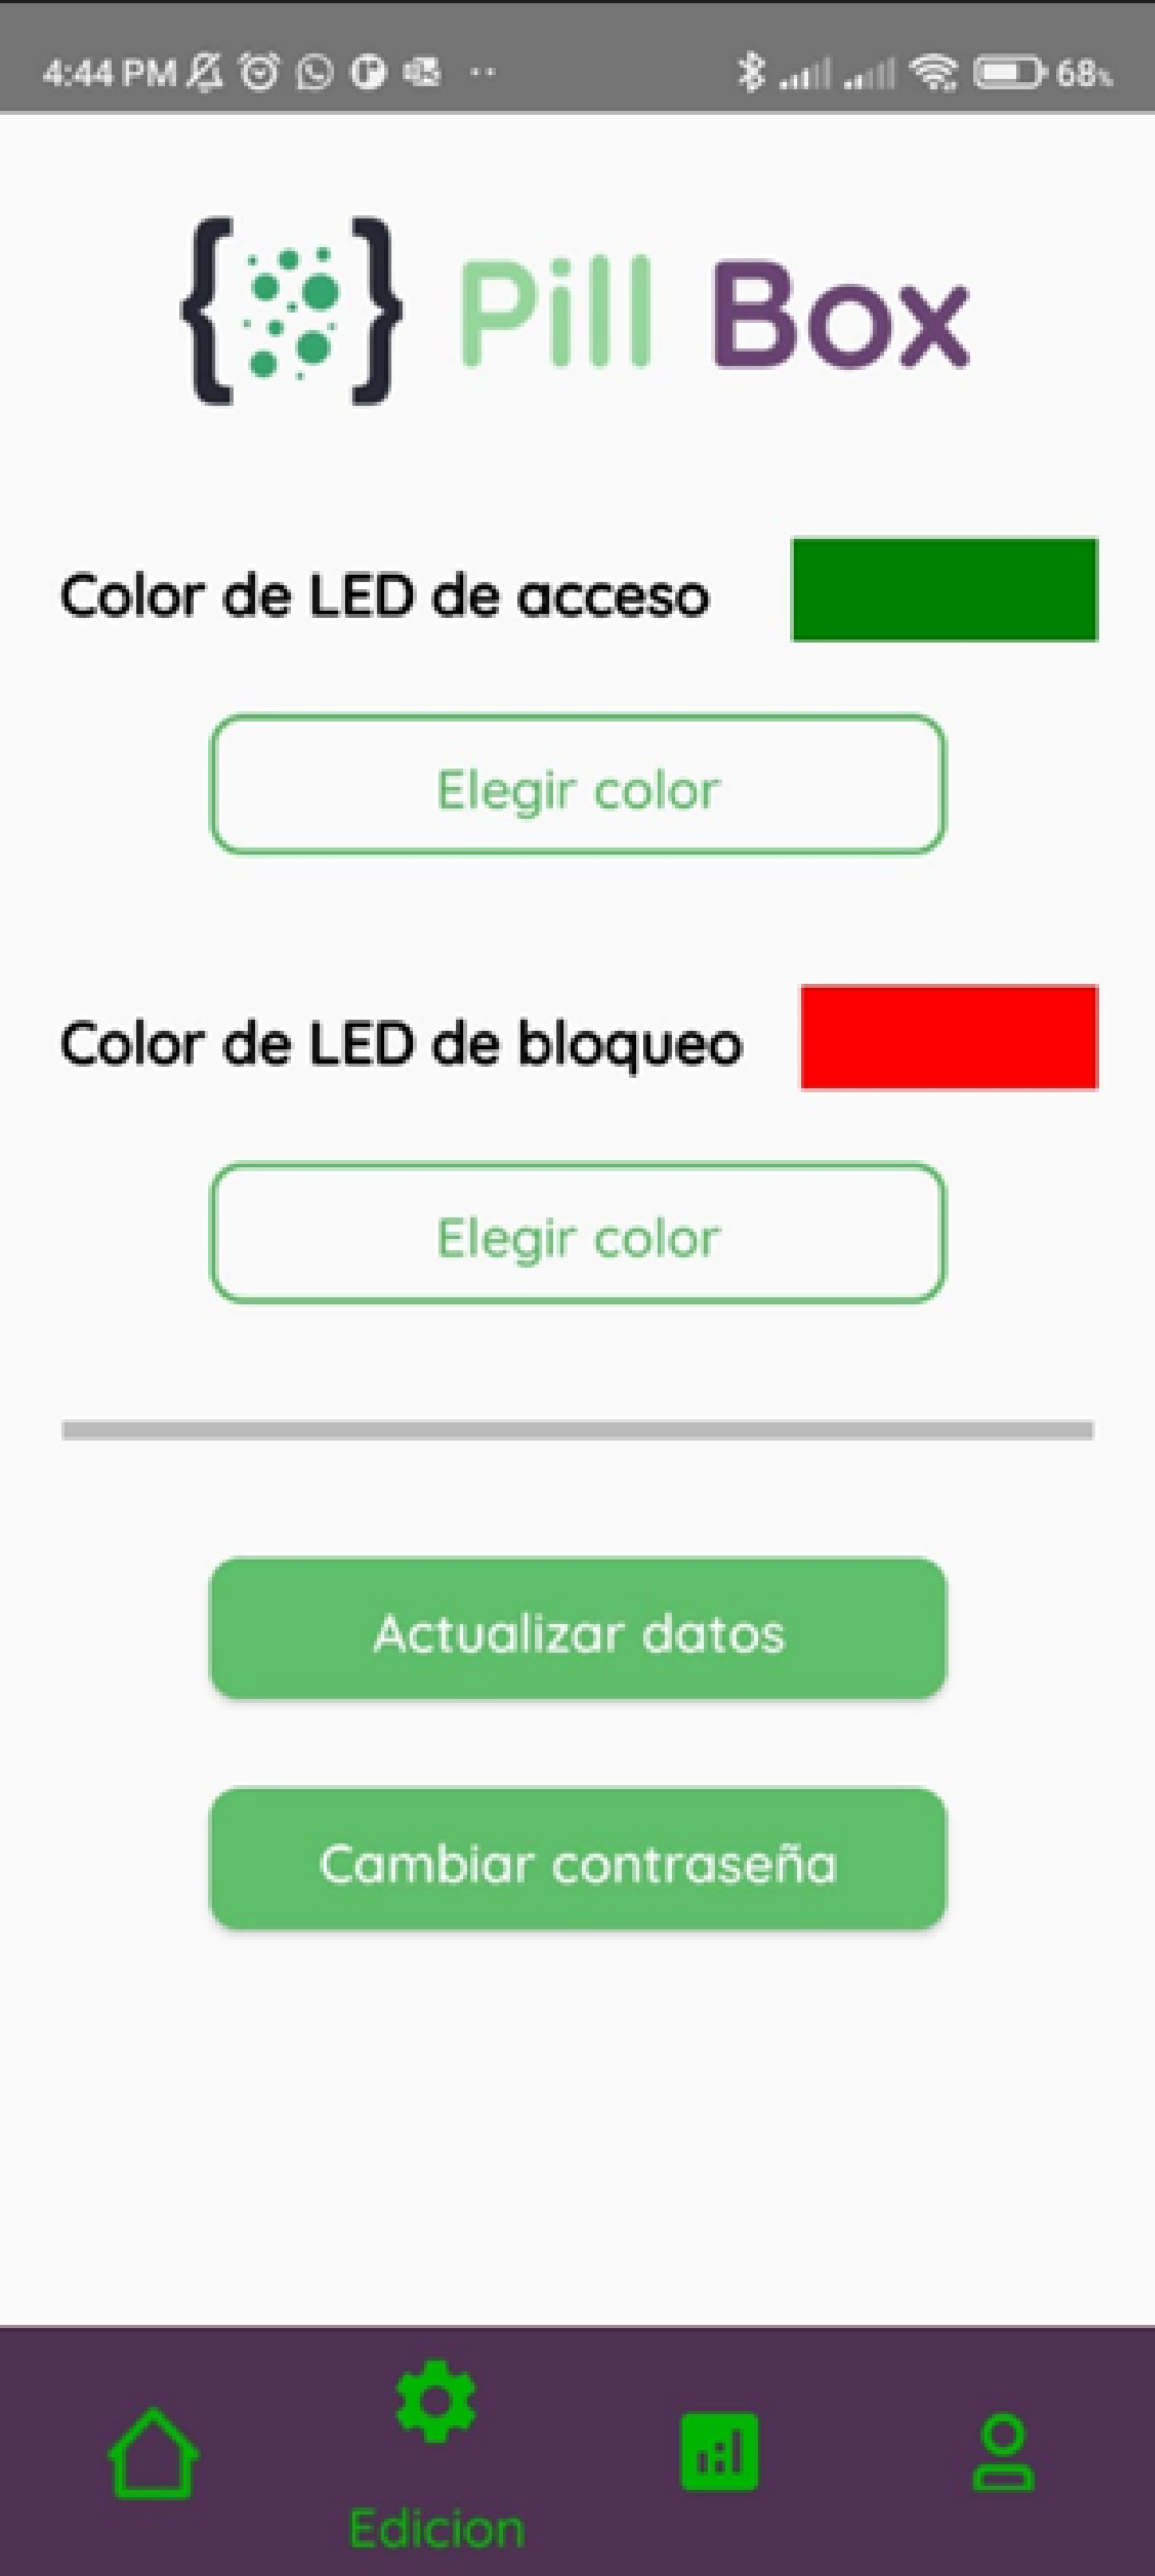 4:44 PM 68%
{ } Pill Box
Color de LED de acceso
Elegir color
Color de LED de bloqueo
Elegir color
Actualizar datos
Cambiar contraseña
Edicion